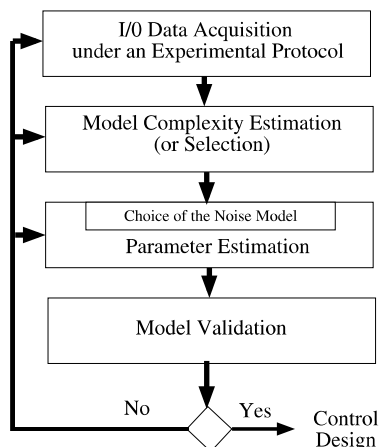 I/0 Data Acquisition
under an Experimental Protocol
Model Complexity Estimation
(or Selection)
Choice of the Noise Model
Parameter Estimation
Model Validation
No
Yes
Control
Design